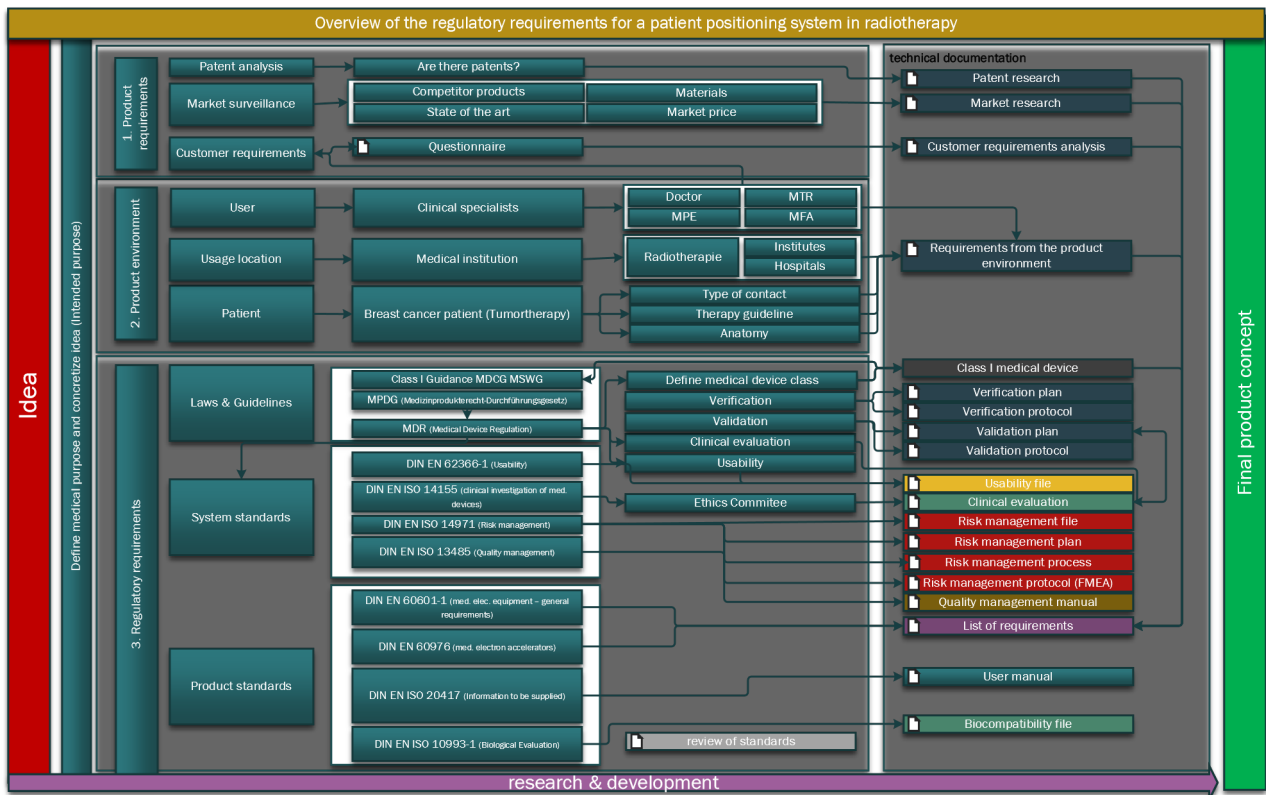 Overview of the regulatory requirements for a patient positioning system in radiotherapy
Idea
Define medical purpose and concretize idea (Intended purpose)
1. Product
requirements
Patent analysis
Are there patents?
Market surveillance
Competitor products
Materials
State of the art
Market price
Customer requirements
Questionnaire
2. Product environment
User
Clinical specialists
Doctor
MTR
MPE
MFA
Usage location
Medical institution
Radiotherapie
Institutes
Hospitals
Patient
Breast cancer patient (Tumortherapy)
Type of contact
Therapy guideline
Anatomy
3. Regulatory requirements
Laws & Guidelines
Class I Guidance MDCG MSWG
MPDG (Medizinprodukterecht-Durchführungsgesetz)
MDR (Medical Device Regulation)
Define medical device class
Verification
Validation
Clinical evaluation
Usability
System standards
DIN EN 62366-1 (Usability)
DIN EN ISO 14155 (clinical investigation of med.
devices)
DIN EN ISO 14971 (Risk management)
DIN EN ISO 13485 (Quality management)
Ethics Commitee
Product standards
DIN EN 60601-1 (med. elec. equipment – general
requirements)
DIN EN 60976 (med. electron accelerators)
DIN EN ISO 20417 (Information to be supplied)
DIN EN ISO 10993-1 (Biological Evaluation)
review of standards
technical documentation
Patent research
Market research
Customer requirements analysis
Requirements from the product
environment
Class I medical device
Verification plan
Verification protocol
Validation plan
Validation protocol
Usability file
Clinical evaluation
Risk management file
Risk management plan
Risk management process
Risk management protocol (FMEA)
Quality management manual
List of requirements
User manual
Biocompatibility file
Final product concept
research & development